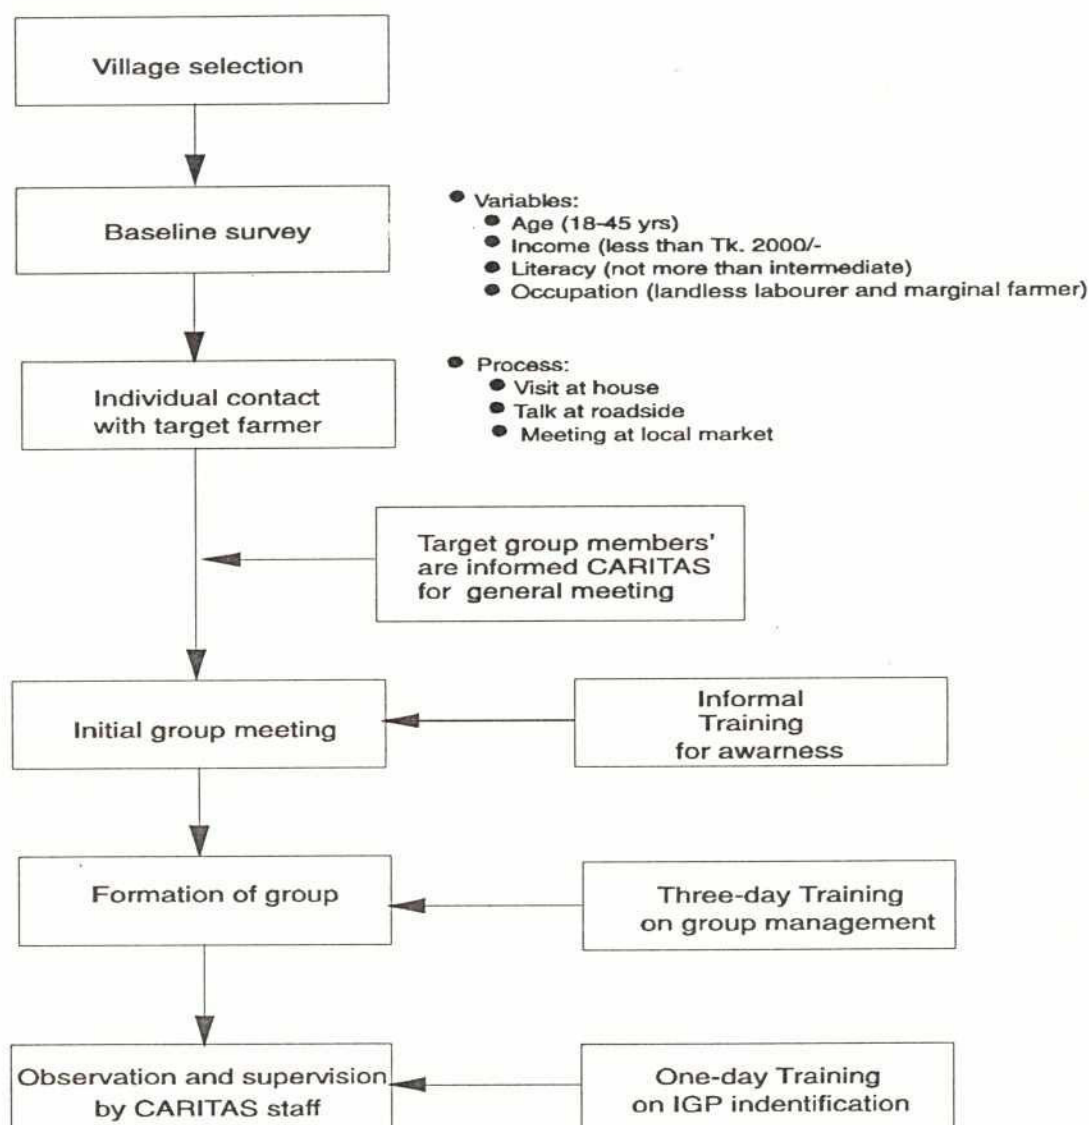 Village selection
Baseline survey
● Variables:
● Age (18-45 yrs)
● Income (less than Tk. 2000/-
● Literacy (not more than intermediate)
● Occupation (landless labourer and marginal farmer)
Individual contact
with target farmer
● Process:
● Visit at house
● Talk at roadside
● Meeting at local market
Target group members'
are informed CARITAS
for general meeting
Initial group meeting
Informal
Training
for awarness
Formation of group
Three-day Training
on group management
Observation and supervision
by CARITAS staff
One-day Training
on IGP indentification